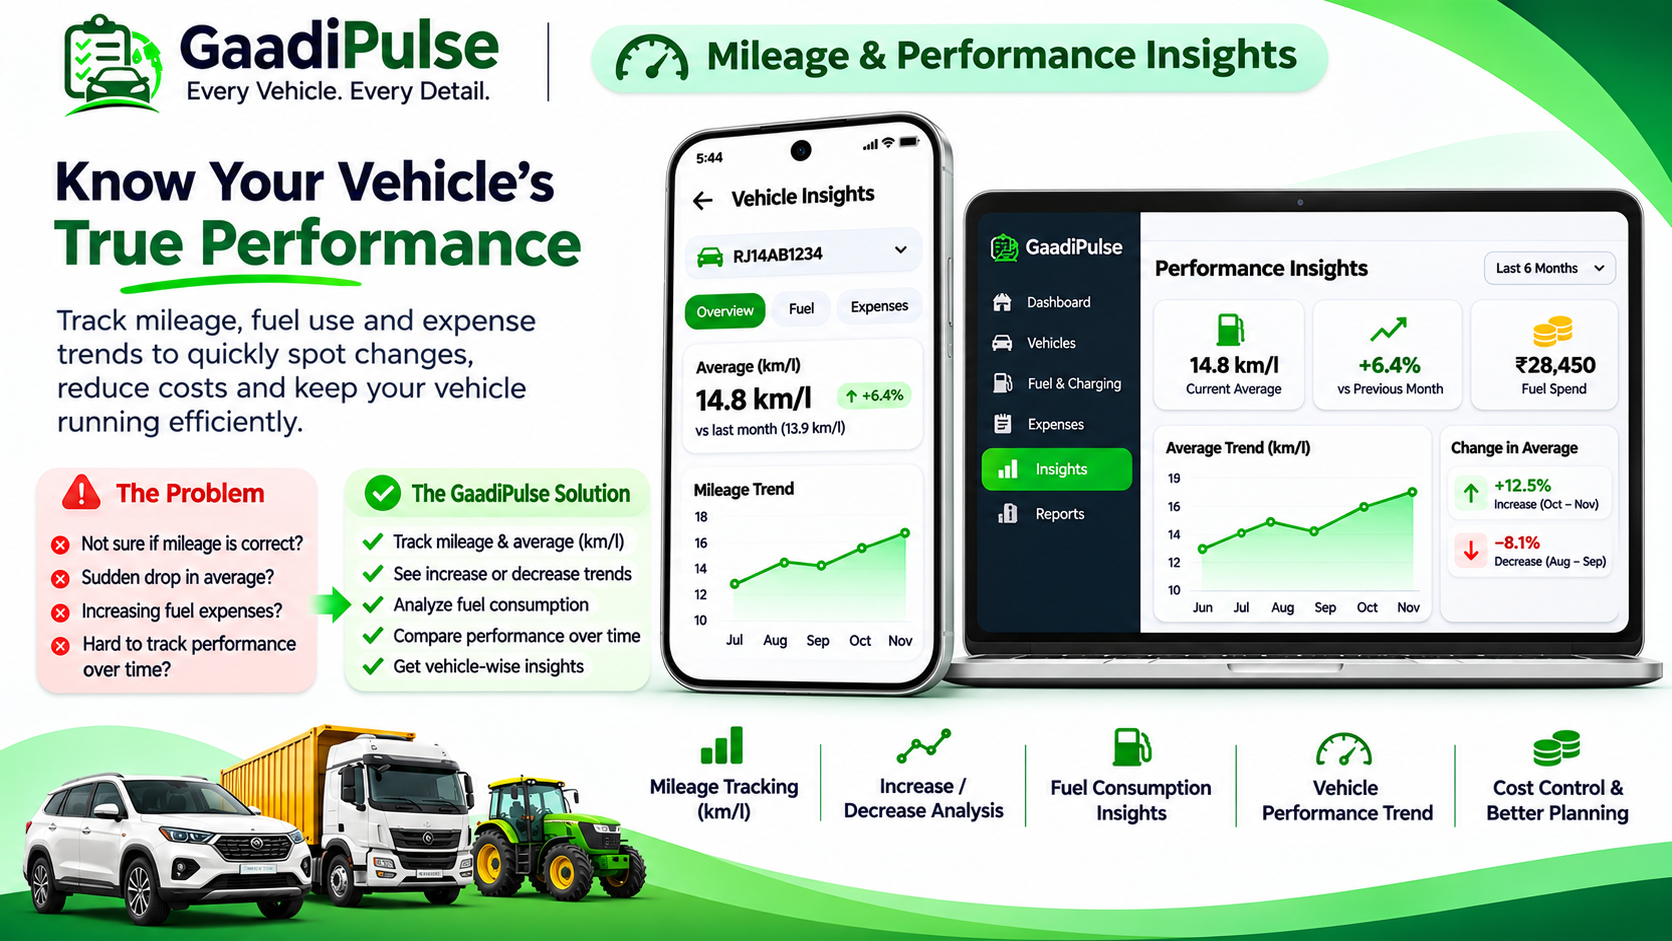 GaadiPulse
Every Vehicle. Every Detail.
Mileage & Performance Insights
Know Your Vehicle's
True Performance
Track mileage, fuel use and expense
trends to quickly spot changes,
reduce costs and keep your vehicle
running efficiently.
The Problem
Not sure if mileage is correct?
Sudden drop in average?
Increasing fuel expenses?
Hard to track performance
over time?
The GaadiPulse Solution
Track mileage & average (km/l)
See increase or decrease trends
Analyze fuel consumption
Compare performance over time
Get vehicle-wise insights
5:44
Vehicle Insights
RJ14AB1234
Overview Fuel Expenses
Average (km/l)
14.8 km/l +6.4%
vs last month (13.9 km/l)
Mileage Trend
18
16
14
12
10
Jul Aug Sep Oct Nov
GaadiPulse
Dashboard
Vehicles
Fuel & Charging
Expenses
Insights
Reports
Performance Insights
Last 6 Months
14.8 km/l
Current Average
+6.4%
vs Previous Month
₹28,450
Fuel Spend
Average Trend (km/l)
19
16
14
12
10
Jun Jul Aug Sep Oct Nov
Change in Average
+12.5%
Increase (Oct – Nov)
−8.1%
Decrease (Aug – Sep)
Mileage Tracking
(km/l)
Increase /
Decrease Analysis
Fuel Consumption
Insights
Vehicle
Performance Trend
Cost Control &
Better Planning